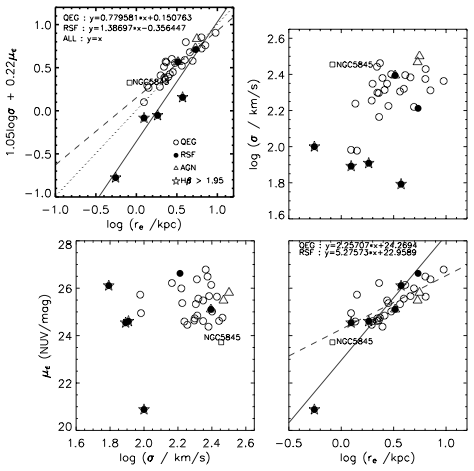 QEG : y=0.779581*x+0.150763
RSF : y=1.38697*x-0.356447
ALL : y=x
1.0
0.5
0.0
-0.5
-1.0
1.05logσ + 0.22μe
NGC5845
QEG
RSF
AGN
Hβ > 1.95
-1.0 -0.5 0.0 0.5 1.0
log (re /kpc)
2.6
2.4
2.2
2.0
1.8
1.6
log (σ / km/s)
NGC5845
28
26
24
22
20
μe (NUV/mag)
NGC5845
1.6 1.8 2.0 2.2 2.4 2.6
log (σ / km/s)
QEG : y=2.25707*x+24.2694
RSF : y=5.27573*x+22.9589
NGC5845
-0.5 0.0 0.5 1.0
log (re /kpc)